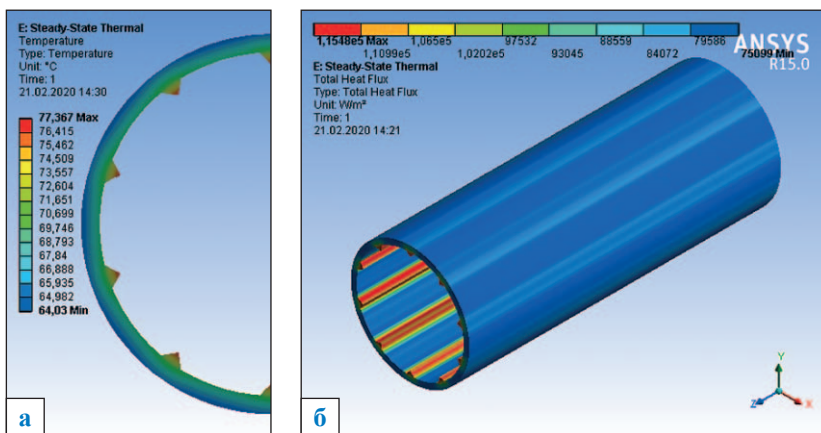 E: Steady-State Thermal
Temperature
Type: Temperature
Unit: °C
Time: 1
21.02.2020 14:30
77,367 Max
76,415
75,462
74,509
73,557
72,604
71,651
70,699
69,746
68,793
67,84
66,888
65,935
64,982
64,03 Min
а
1,1548e5 Max 1,0659e5 97532 88559 79586
1,1099e5 1,0202e5 93045 84072 75099 Min
ANSYS
R15.0
E: Steady-State Thermal
Total Heat Flux
Type: Total Heat Flux
Unit: W/m²
Time: 1
21.02.2020 14:21
Y
Z
X
б